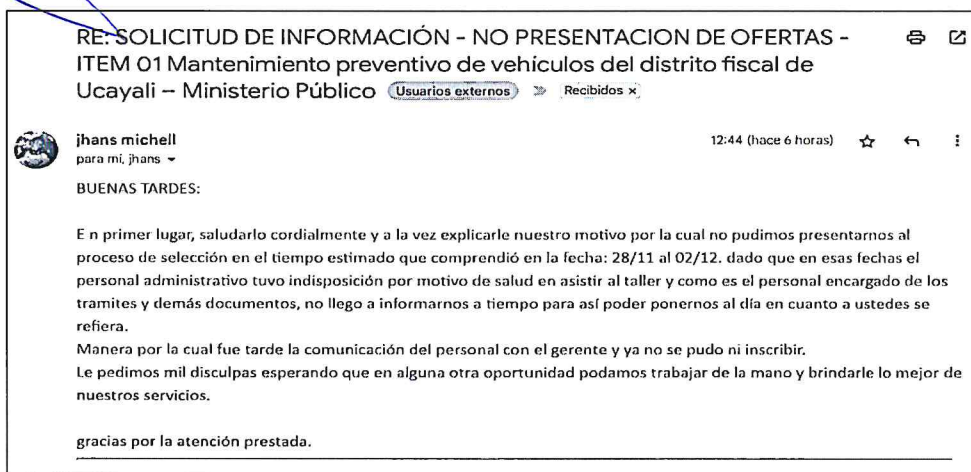 RE: SOLICITUD DE INFORMACIÓN - NO PRESENTACION DE OFERTAS -
ITEM 01 Mantenimiento preventivo de vehículos del distrito fiscal de
Ucayali – Ministerio Público Usuarios externos Recibidos x
jhans michell 12:44 (hace 6 horas)
para mí, jhans
BUENAS TARDES:
E n primer lugar, saludarlo cordialmente y a la vez explicarle nuestro motivo por la cual no pudimos presentarnos al
proceso de selección en el tiempo estimado que comprendió en la fecha: 28/11 al 02/12. dado que en esas fechas el
personal administrativo tuvo indisposición por motivo de salud en asistir al taller y como es el personal encargado de los
tramites y demás documentos, no llego a informarnos a tiempo para así poder ponernos al día en cuanto a ustedes se
refiera.
Manera por la cual fue tarde la comunicación del personal con el gerente y ya no se pudo ni inscribir.
Le pedimos mil disculpas esperando que en alguna otra oportunidad podamos trabajar de la mano y brindarle lo mejor de
nuestros servicios.
gracias por la atención prestada.